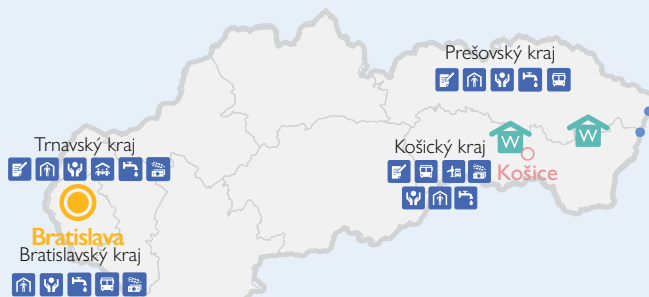 Prešovský kraj
Trnavský kraj
Košický kraj
W
W
Košice
Bratislava
Bratislavský kraj